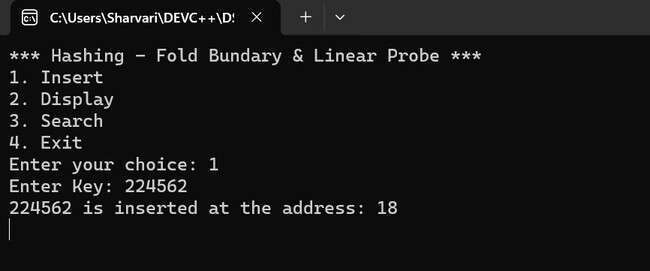 C:\Users\Sharvari\DEVC++\DS
*** Hashing - Fold Bundary & Linear Probe ***
1. Insert
2. Display
3. Search
4. Exit
Enter your choice: 1
Enter Key: 224562
224562 is inserted at the address: 18